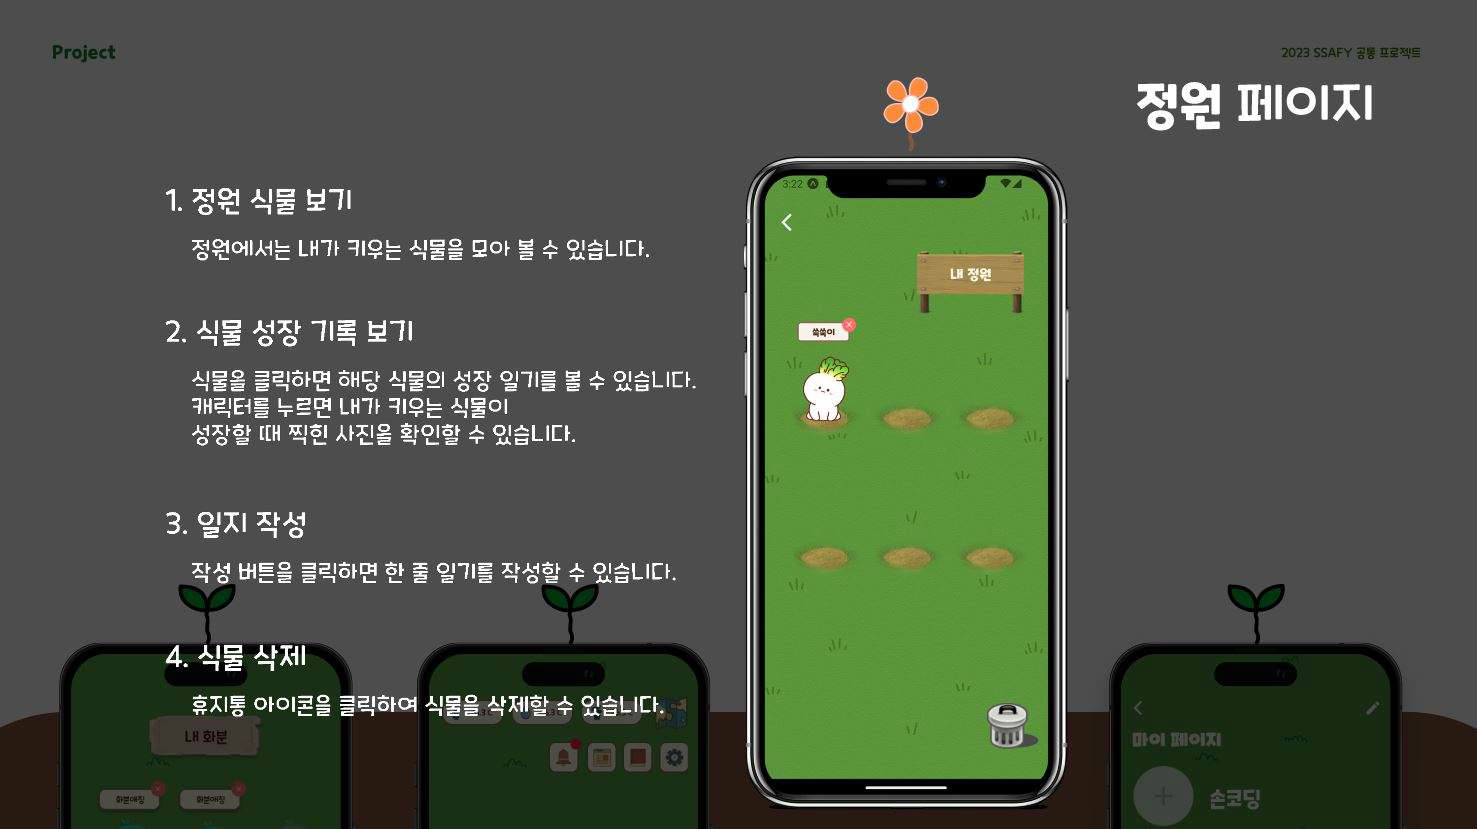 Project
2023 SSAFY 공통 프로젝트
정원 페이지
1. 정원 식물 보기
정원에서는 내가 키우는 식물을 모아 볼 수 있습니다.
2. 식물 성장 기록 보기
식물을 클릭하면 해당 식물의 성장 일기를 볼 수 있습니다.
캐릭터를 누르면 내가 키우는 식물이
성장할 때 찍힌 사진을 확인할 수 있습니다.
3. 일지 작성
작성 버튼을 클릭하면 한 줄 일기를 작성할 수 있습니다.
4. 식물 삭제
휴지통 아이콘을 클릭하여 식물을 삭제할 수 있습니다.
3:22
내 정원
쑥쑥이
내 화분
화분애칭
화분애칭
마이 페이지
손코딩